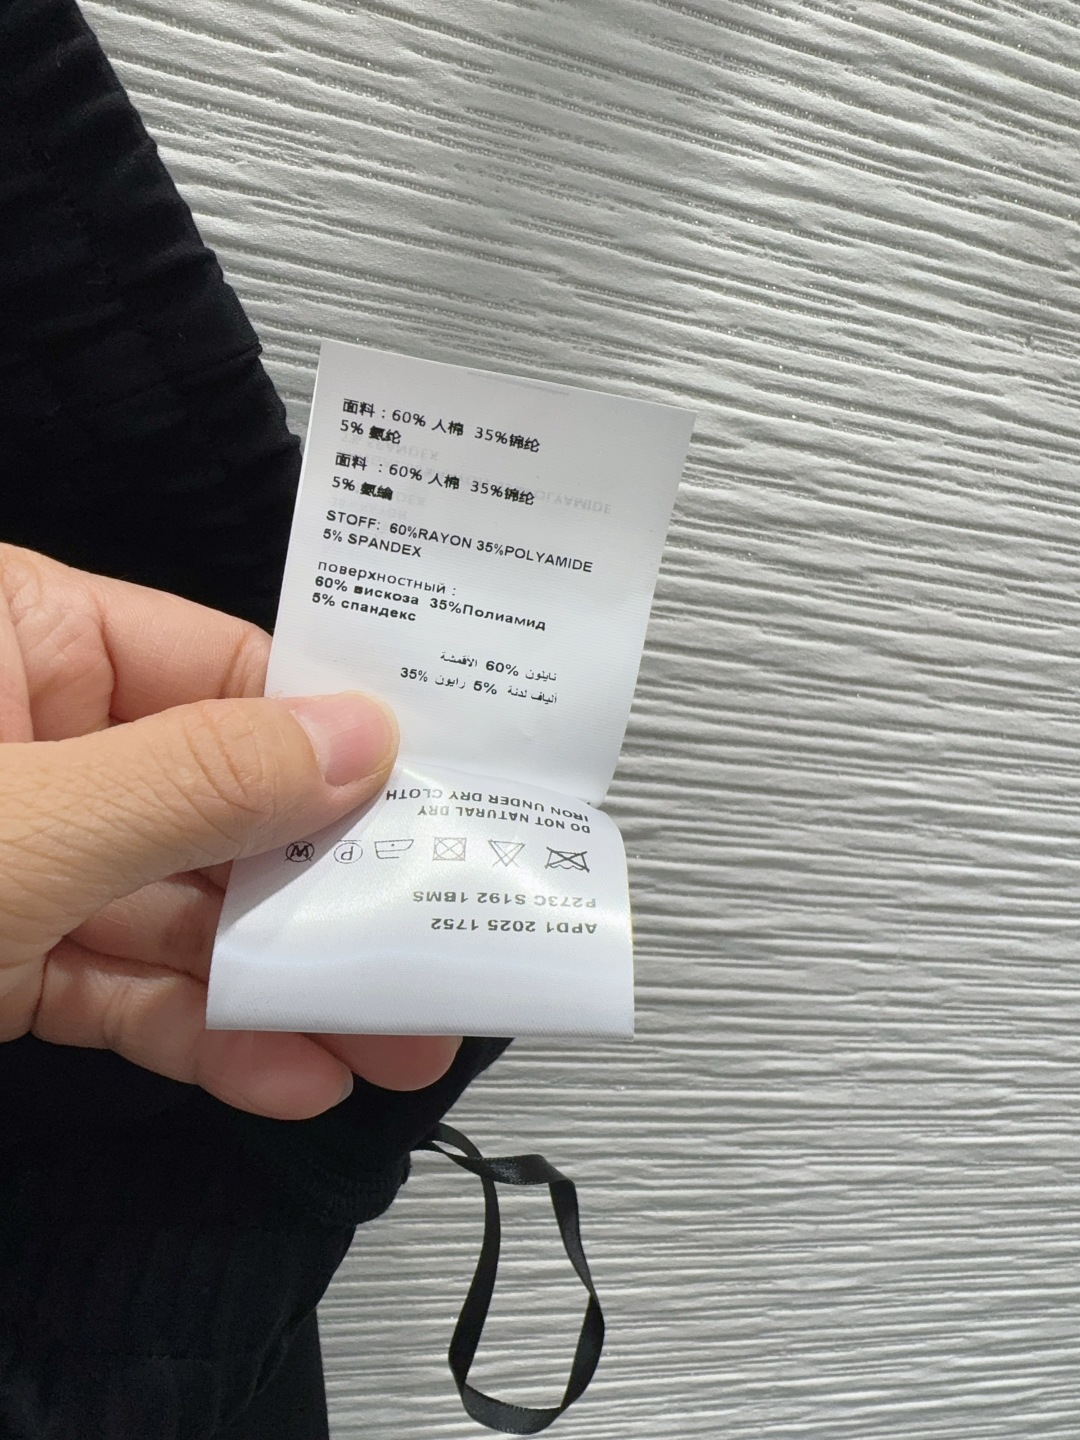 面料：60% 人棉 35%锦纶
5% 氨纶
面料 ：60% 人棉 35%锦纶
5% 氨綸
STOFF: 60%RAYON 35%POLYAMIDE
5% SPANDEX
поверхностный :
60% вискоза 35%Полиамид
5% спандекс
نايلون 60% الأقمشة
ألياف لدنة 5% رايون 35%
APD1 2025 1752
P273C S192 1BMS
P W
DO NOT NATURAL DRY
IRON UNDER DRY CLOTH